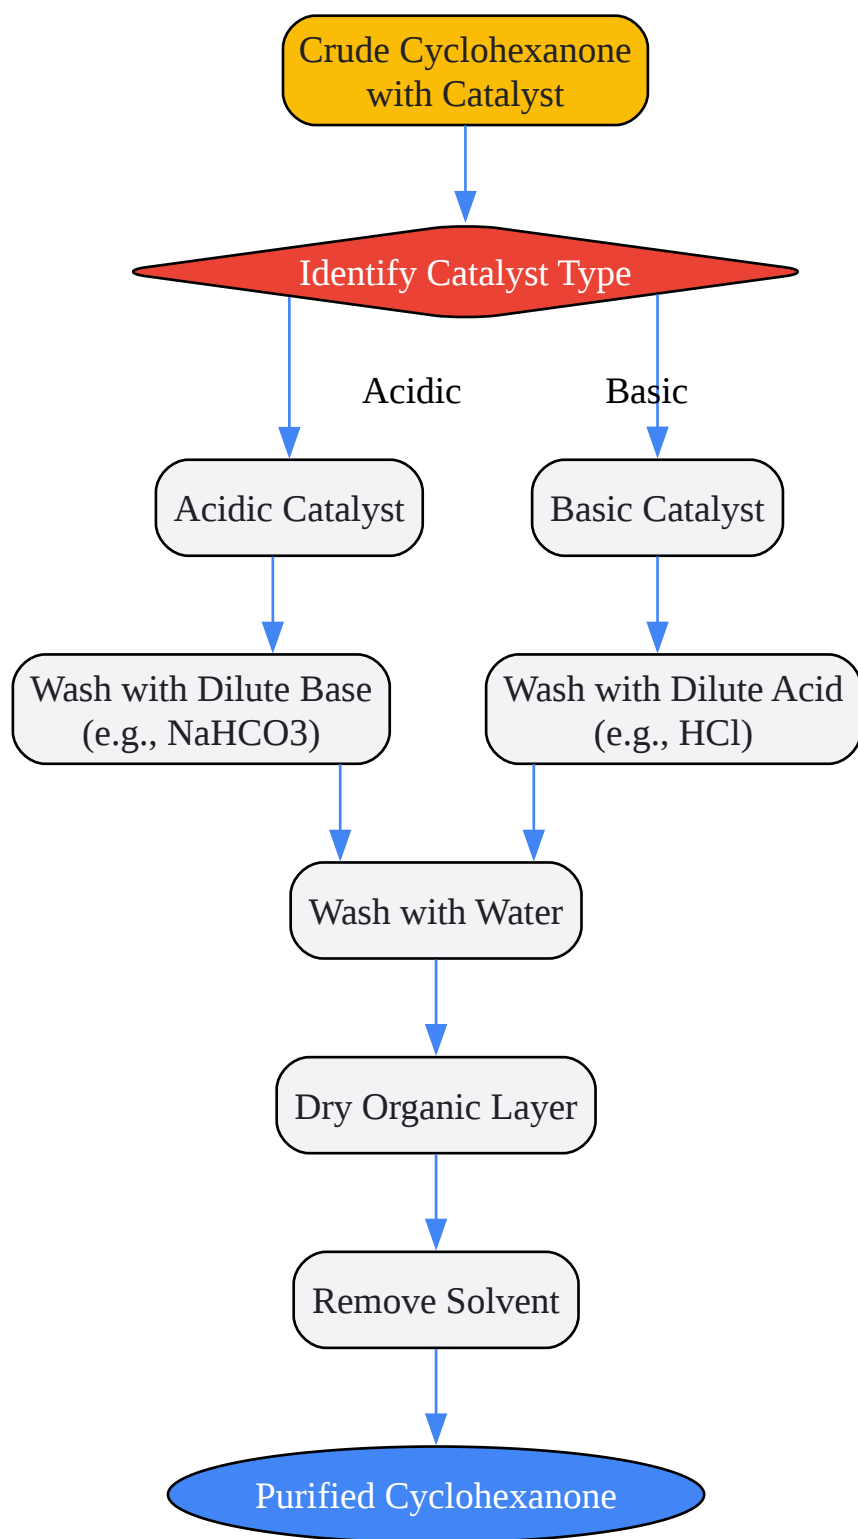 Crude Cyclohexanone
with Catalyst
Identify Catalyst Type
Acidic
Basic
Acidic Catalyst
Basic Catalyst
Wash with Dilute Base
(e.g., NaHCO3)
Wash with Dilute Acid
(e.g., HCl)
Wash with Water
Dry Organic Layer
Remove Solvent
Purified Cyclohexanone